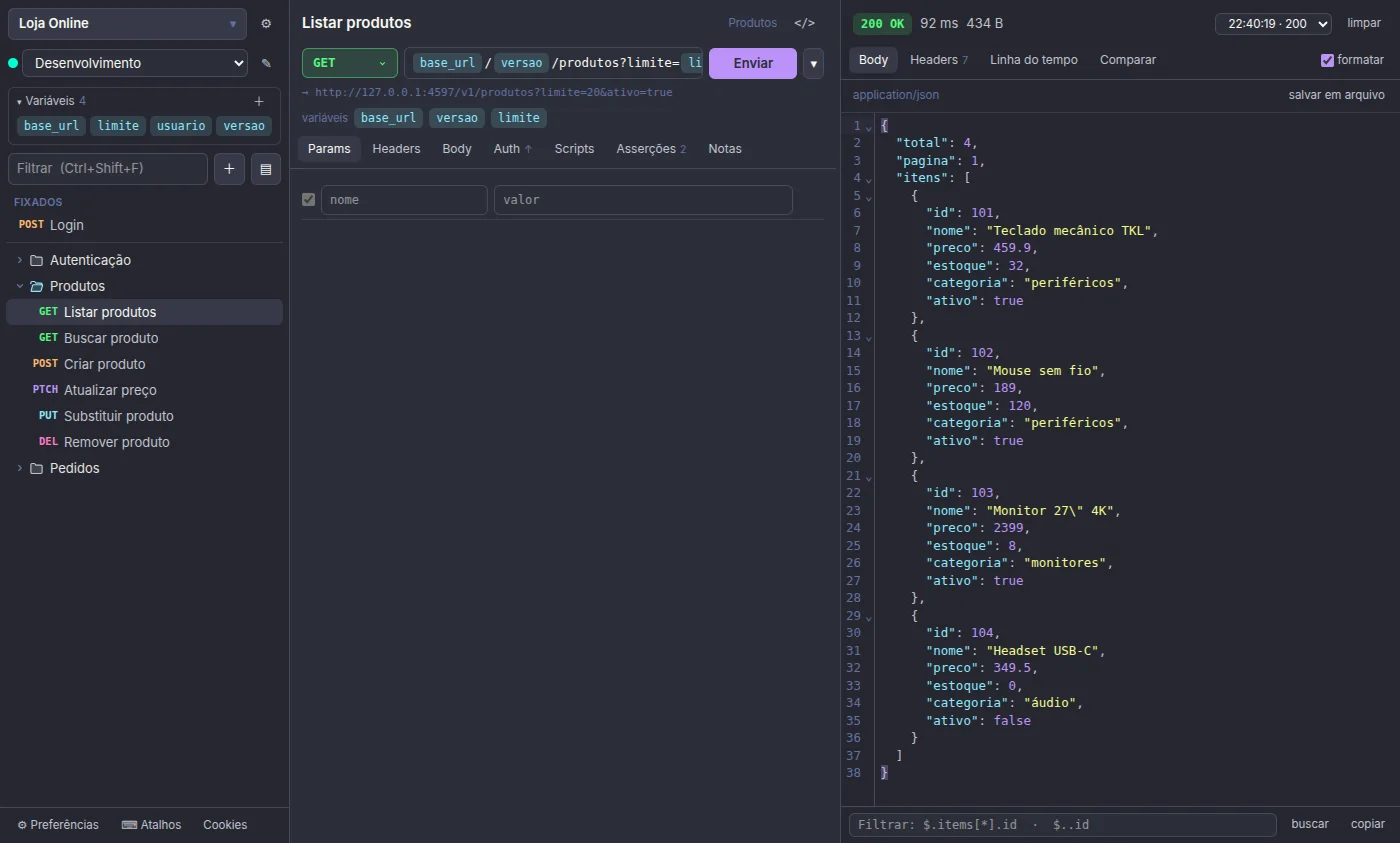 Loja Online
Desenvolvimento
Variáveis 4
base_url limite usuario versao
Filtrar (Ctrl+Shift+F)
FIXADOS
POST Login
Autenticação
Produtos
GET Listar produtos
GET Buscar produto
POST Criar produto
PTCH Atualizar preço
PUT Substituir produto
DEL Remover produto
Pedidos
Preferências Atalhos Cookies
Listar produtos
Produtos </>
GET base_url/versao/produtos?limite=li Enviar
→ http://127.0.0.1:4597/v1/produtos?limite=20&ativo=true
variáveis base_url versao limite
Params Headers Body Auth ↑ Scripts Asserções 2 Notas
nome valor
200 OK 92 ms 434 B 22:40:19 · 200 limpar
Body Headers 7 Linha do tempo Comparar formatar
application/json salvar em arquivo
1 {
2 "total": 4,
3 "pagina": 1,
4 "itens": [
5 {
6 "id": 101,
7 "nome": "Teclado mecânico TKL",
8 "preco": 459.9,
9 "estoque": 32,
10 "categoria": "periféricos",
11 "ativo": true
12 },
13 {
14 "id": 102,
15 "nome": "Mouse sem fio",
16 "preco": 189,
17 "estoque": 120,
18 "categoria": "periféricos",
19 "ativo": true
20 },
21 {
22 "id": 103,
23 "nome": "Monitor 27\" 4K",
24 "preco": 2399,
25 "estoque": 8,
26 "categoria": "monitores",
27 "ativo": true
28 },
29 {
30 "id": 104,
31 "nome": "Headset USB-C",
32 "preco": 349.5,
33 "estoque": 0,
34 "categoria": "áudio",
35 "ativo": false
36 }
37 ]
38 }
Filtrar: $.items[*].id · $..id buscar copiar